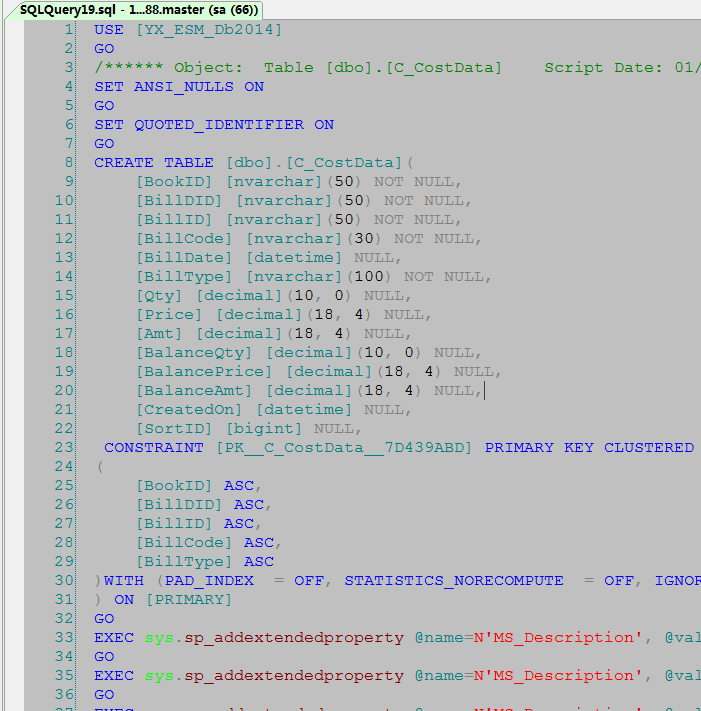 SQLQuery19.sql - 1...88.master (sa (66))
1 USE [YX_ESM_Db2014]
2 GO
3 /****** Object:  Table [dbo].[C_CostData]    Script Date: 01/
4 SET ANSI_NULLS ON
5 GO
6 SET QUOTED_IDENTIFIER ON
7 GO
8 CREATE TABLE [dbo].[C_CostData](
9 [BookID] [nvarchar](50) NOT NULL,
10 [BillDID] [nvarchar](50) NOT NULL,
11 [BillID] [nvarchar](50) NOT NULL,
12 [BillCode] [nvarchar](30) NOT NULL,
13 [BillDate] [datetime] NULL,
14 [BillType] [nvarchar](100) NOT NULL,
15 [Qty] [decimal](10, 0) NULL,
16 [Price] [decimal](18, 4) NULL,
17 [Amt] [decimal](18, 4) NULL,
18 [BalanceQty] [decimal](10, 0) NULL,
19 [BalancePrice] [decimal](18, 4) NULL,
20 [BalanceAmt] [decimal](18, 4) NULL,
21 [CreatedOn] [datetime] NULL,
22 [SortID] [bigint] NULL,
23 CONSTRAINT [PK__C_CostData__7D439ABD] PRIMARY KEY CLUSTERED
24 (
25 [BookID] ASC,
26 [BillDID] ASC,
27 [BillID] ASC,
28 [BillCode] ASC,
29 [BillType] ASC
30 )WITH (PAD_INDEX  = OFF, STATISTICS_NORECOMPUTE  = OFF, IGNOR
31 ) ON [PRIMARY]
32 GO
33 EXEC sys.sp_addextendedproperty @name=N'MS_Description', @val
34 GO
35 EXEC sys.sp_addextendedproperty @name=N'MS_Description', @val
36 GO